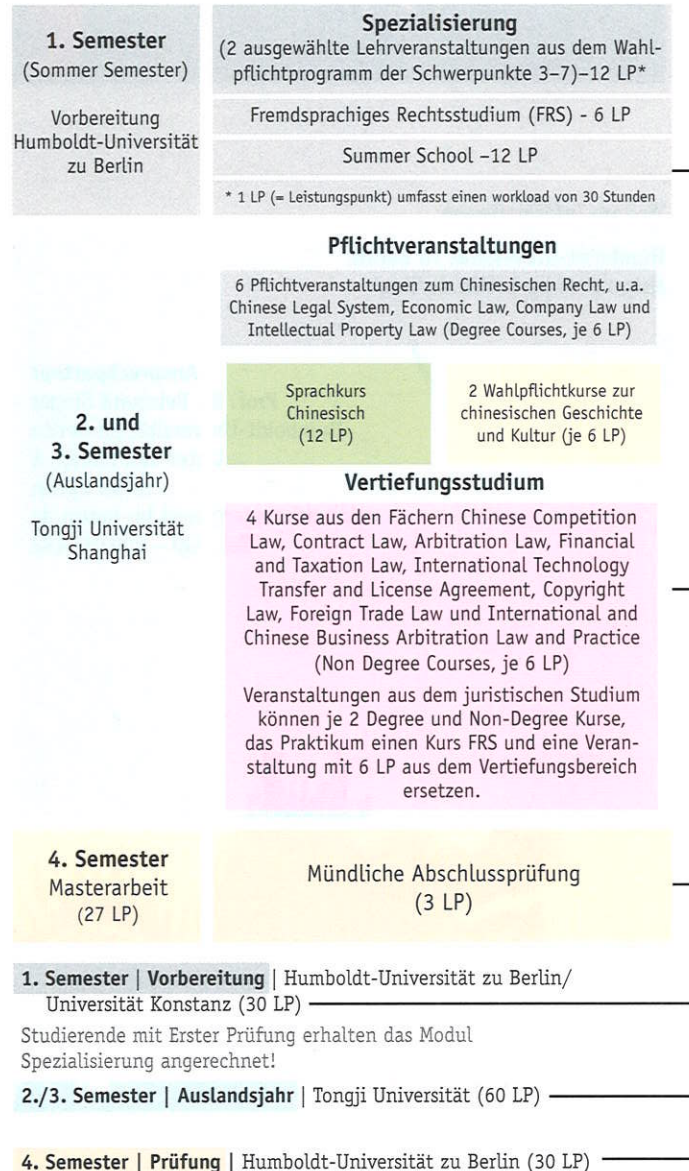 1. Semester
(Sommer Semester)
Vorbereitung
Humboldt-Universität
zu Berlin
Spezialisierung
(2 ausgewählte Lehrveranstaltungen aus dem Wahl-
pflichtprogramm der Schwerpunkte 3–7)–12 LP*
Fremdsprachiges Rechtsstudium (FRS) - 6 LP
Summer School –12 LP
* 1 LP (= Leistungspunkt) umfasst einen workload von 30 Stunden
2. und
3. Semester
(Auslandsjahr)
Tongji Universität
Shanghai
Pflichtveranstaltungen
6 Pflichtveranstaltungen zum Chinesischen Recht, u.a.
Chinese Legal System, Economic Law, Company Law und
Intellectual Property Law (Degree Courses, je 6 LP)
Sprachkurs
Chinesisch
(12 LP)
2 Wahlpflichtkurse zur
chinesischen Geschichte
und Kultur (je 6 LP)
Vertiefungsstudium
4 Kurse aus den Fächern Chinese Competition
Law, Contract Law, Arbitration Law, Financial
and Taxation Law, International Technology
Transfer and License Agreement, Copyright
Law, Foreign Trade Law und International and
Chinese Business Arbitration Law and Practice
(Non Degree Courses, je 6 LP)
Veranstaltungen aus dem juristischen Studium
können je 2 Degree und Non-Degree Kurse,
das Praktikum einen Kurs FRS und eine Veran-
staltung mit 6 LP aus dem Vertiefungsbereich
ersetzen.
4. Semester
Masterarbeit
(27 LP)
Mündliche Abschlussprüfung
(3 LP)
1. Semester | Vorbereitung | Humboldt-Universität zu Berlin/
Universität Konstanz (30 LP)
Studierende mit Erster Prüfung erhalten das Modul
Spezialisierung angerechnet!
2./3. Semester | Auslandsjahr | Tongji Universität (60 LP)
4. Semester | Prüfung | Humboldt-Universität zu Berlin (30 LP)